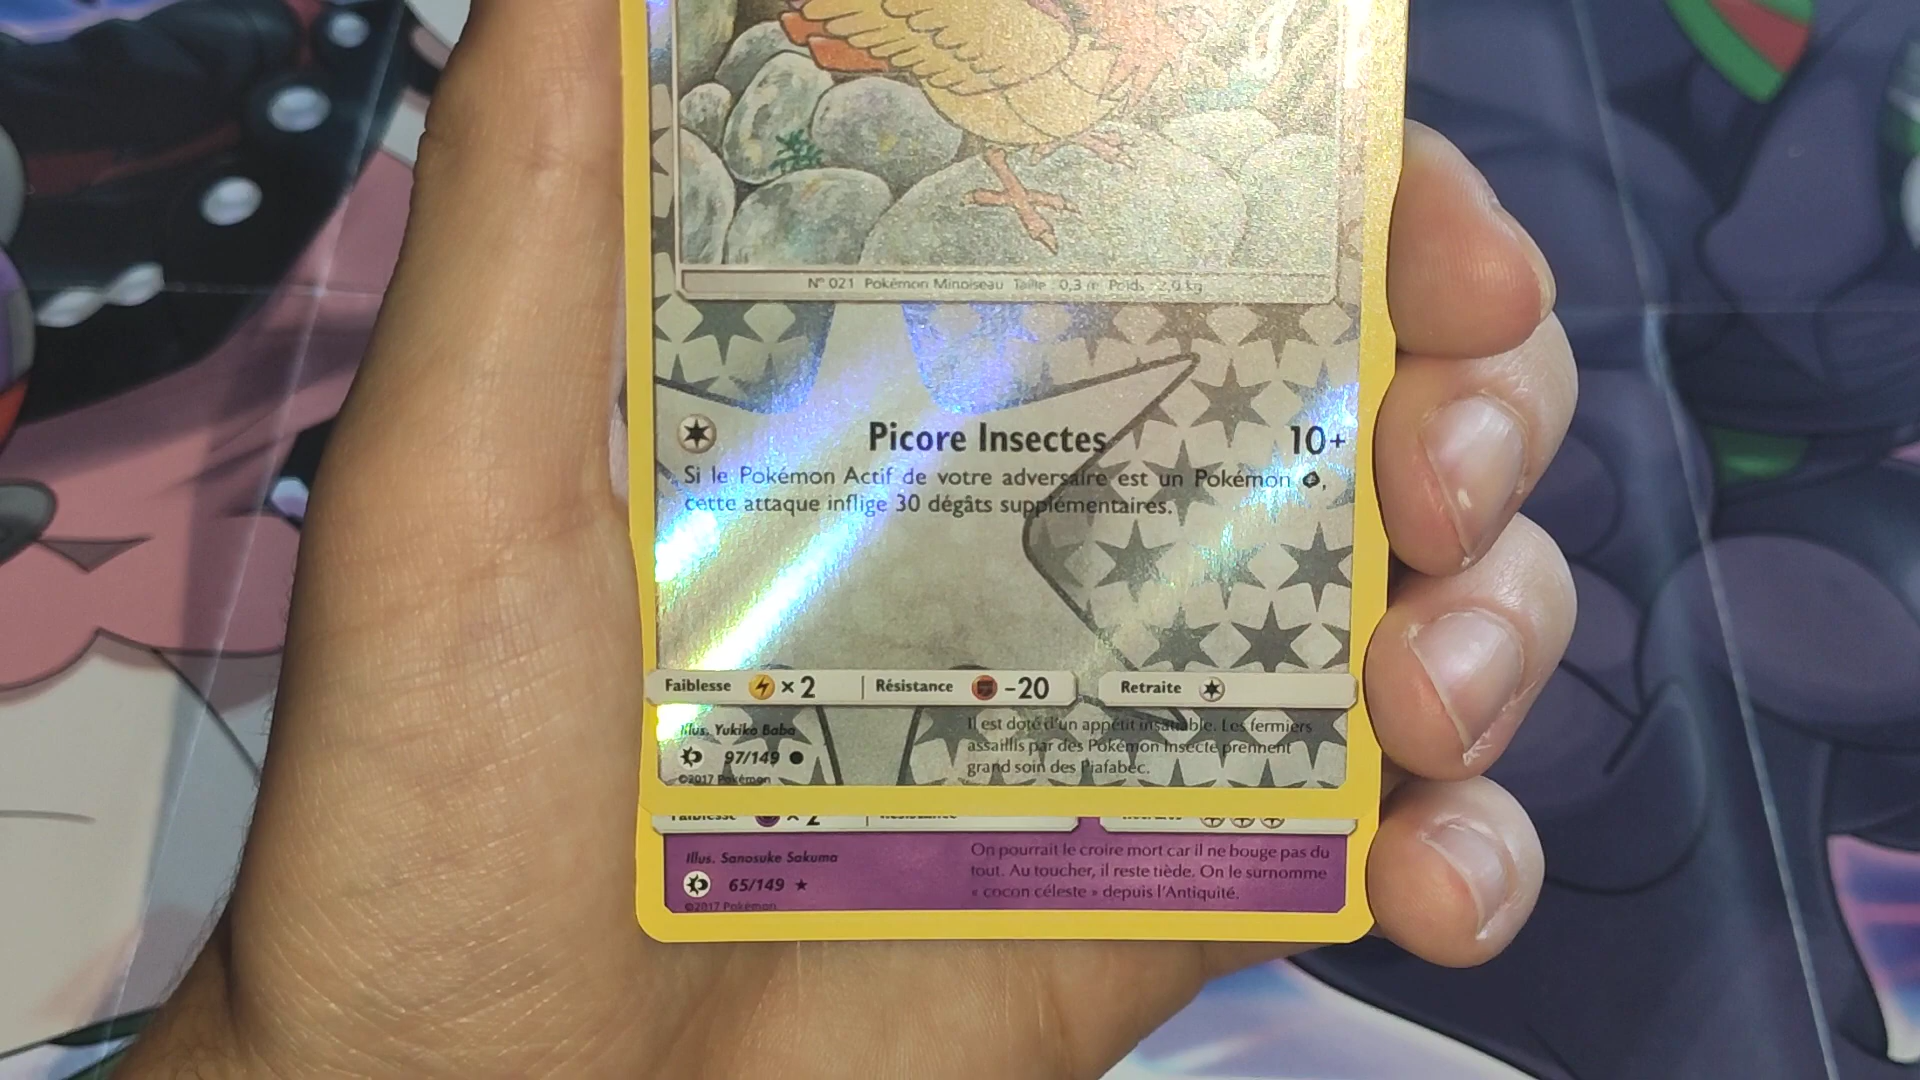 N° 021 Pokémon Minoiseau Taille : 0,3 m Poids : 2,0 kg
Picore Insectes 10+
Si le Pokémon Actif de votre adversaire est un Pokémon ,
cette attaque inflige 30 dégâts supplémentaires.
Faiblesse ×2 Résistance -20 Retraite
Illus. Yukiko Baba
97/149
©2017 Pokémon
Il est doté d'un appétit insatiable. Les fermiers
assaillis par des Pokémon Insecte prennent
grand soin des Piafabec.
Faiblesse ×2 Résistance Retraite
Illus. Sanosuke Sakuma
65/149
©2017 Pokémon
On pourrait le croire mort car il ne bouge pas du
tout. Au toucher, il reste tiède. On le surnomme
« cocon céleste » depuis l'Antiquité.